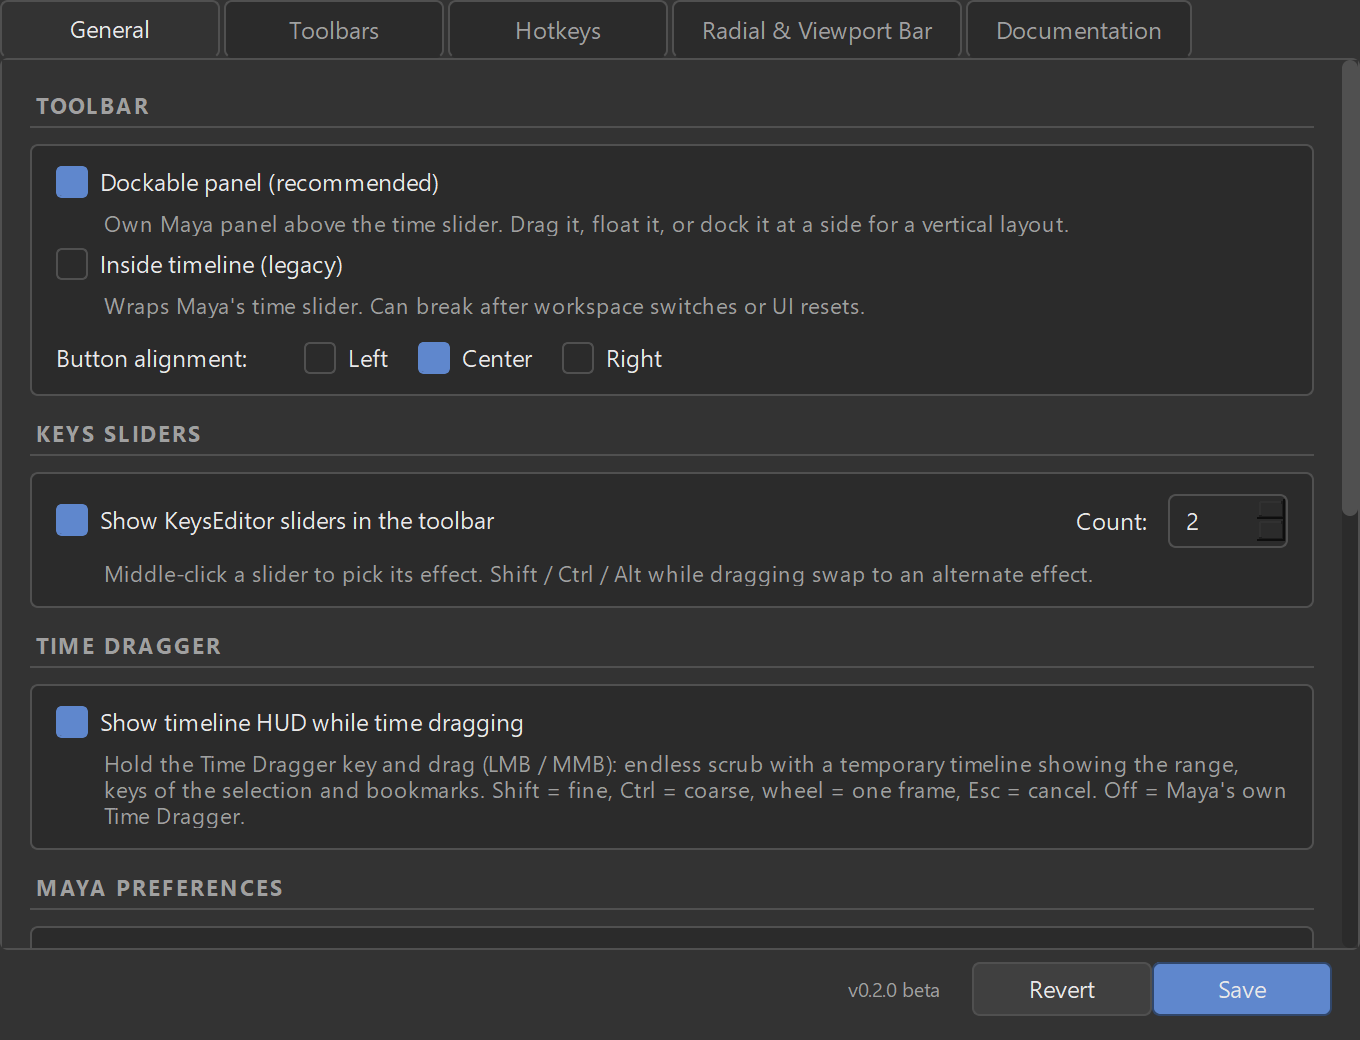 General
Toolbars
Hotkeys
Radial & Viewport Bar
Documentation
TOOLBAR
Dockable panel (recommended)
Own Maya panel above the time slider. Drag it, float it, or dock it at a side for a vertical layout.
Inside timeline (legacy)
Wraps Maya's time slider. Can break after workspace switches or UI resets.
Button alignment: Left Center Right
KEYS SLIDERS
Show KeysEditor sliders in the toolbar
Count: 2
Middle-click a slider to pick its effect. Shift / Ctrl / Alt while dragging swap to an alternate effect.
TIME DRAGGER
Show timeline HUD while time dragging
Hold the Time Dragger key and drag (LMB / MMB): endless scrub with a temporary timeline showing the range,
keys of the selection and bookmarks. Shift = fine, Ctrl = coarse, wheel = one frame, Esc = cancel. Off = Maya's own
Time Dragger.
MAYA PREFERENCES
v0.2.0 beta
Revert
Save